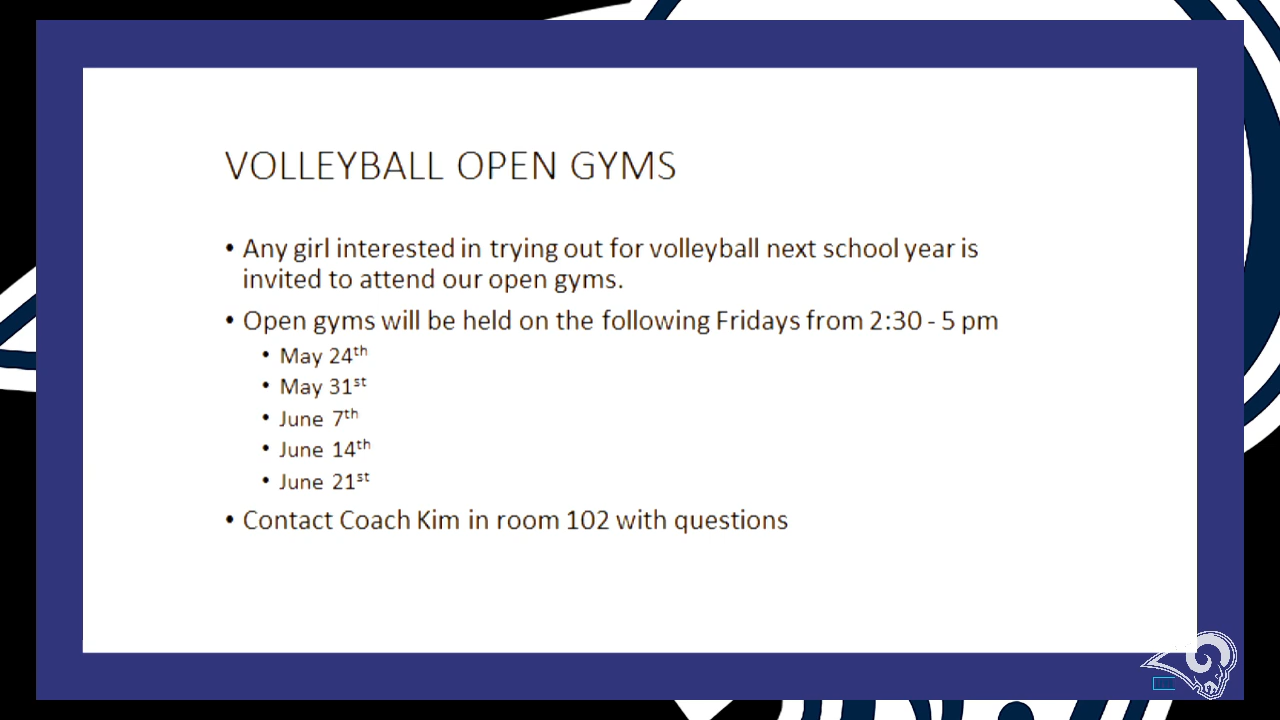 VOLLEYBALL OPEN GYMS
• Any girl interested in trying out for volleyball next school year is
invited to attend our open gyms.
• Open gyms will be held on the following Fridays from 2:30 - 5 pm
• May 24th
• May 31st
• June 7th
• June 14th
• June 21st
• Contact Coach Kim in room 102 with questions